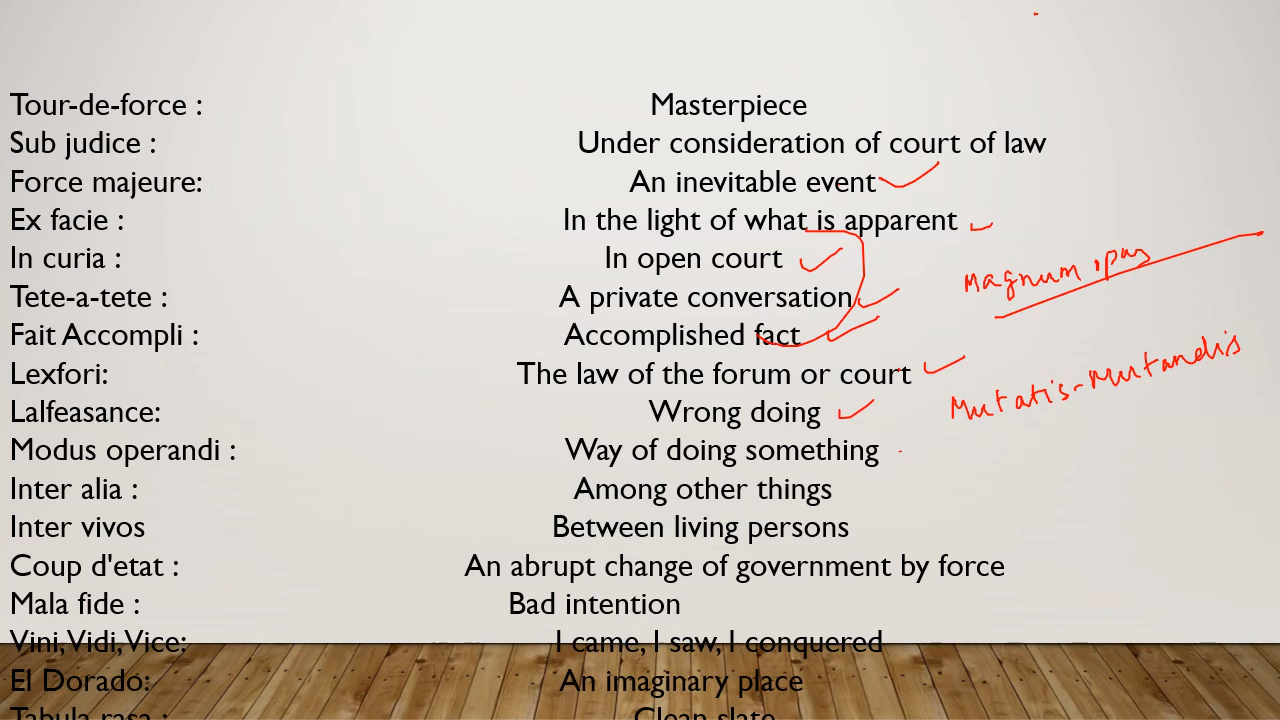 Tour-de-force : Masterpiece
Sub judice : Under consideration of court of law
Force majeure: An inevitable event
Ex facie : In the light of what is apparent
In curia : In open court
Magnum opus
Tete-a-tete : A private conversation
Fait Accompli : Accomplished fact
Lexfori: The law of the forum or court
Mutatis-Mutandis
Lalfeasance: Wrong doing
Modus operandi : Way of doing something
Inter alia : Among other things
Inter vivos Between living persons
Coup d'etat : An abrupt change of government by force
Mala fide : Bad intention
Vini,Vidi,Vice: I came, I saw, I conquered
El Dorado: An imaginary place
Tabula rasa : Clean slate